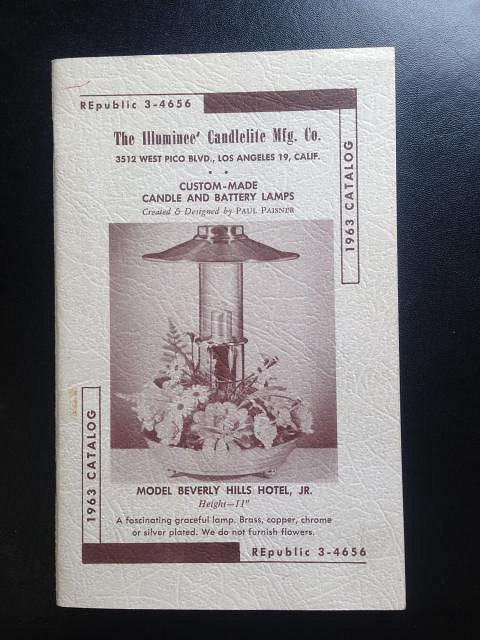 REpublic 3-4656
The Illuminee' Candlelite Mfg. Co.
3512 WEST PICO BLVD., LOS ANGELES 19, CALIF.
CUSTOM-MADE
CANDLE AND BATTERY LAMPS
Created & Designed by PAUL PAISNER
1963 CATALOG
1963 CATALOG
MODEL BEVERLY HILLS HOTEL, JR.
Height—11"
A fascinating graceful lamp. Brass, copper, chrome
or silver plated. We do not furnish flowers.
REpublic 3-4656